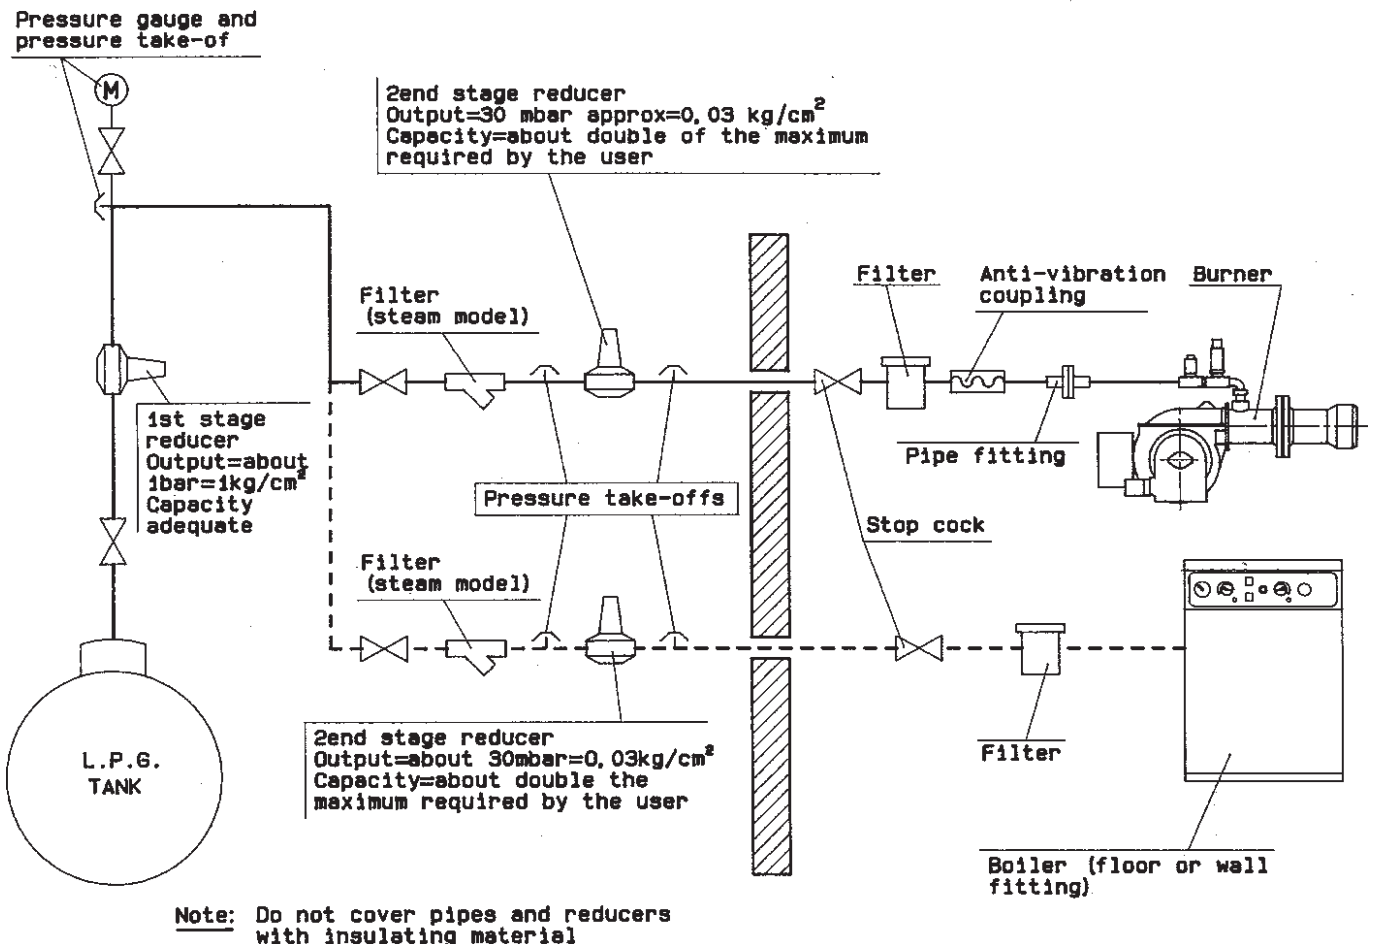 Pressure gauge and
pressure take-of
M
2end stage reducer
Output=30 mbar approx=0,03 kg/cm²
Capacity=about double of the maximum
required by the user
Filter
(steam model)
Filter
Anti-vibration
coupling
Burner
1st stage
reducer
Output=about
1bar=1kg/cm²
Capacity
adequate
Pipe fitting
Pressure take-offs
Stop cock
Filter
(steam model)
L.P.G.
TANK
2end stage reducer
Output=about 30mbar=0,03kg/cm²
Capacity=about double the
maximum required by the user
Filter
Boiler (floor or wall
fitting)
Note: Do not cover pipes and reducers
with insulating material